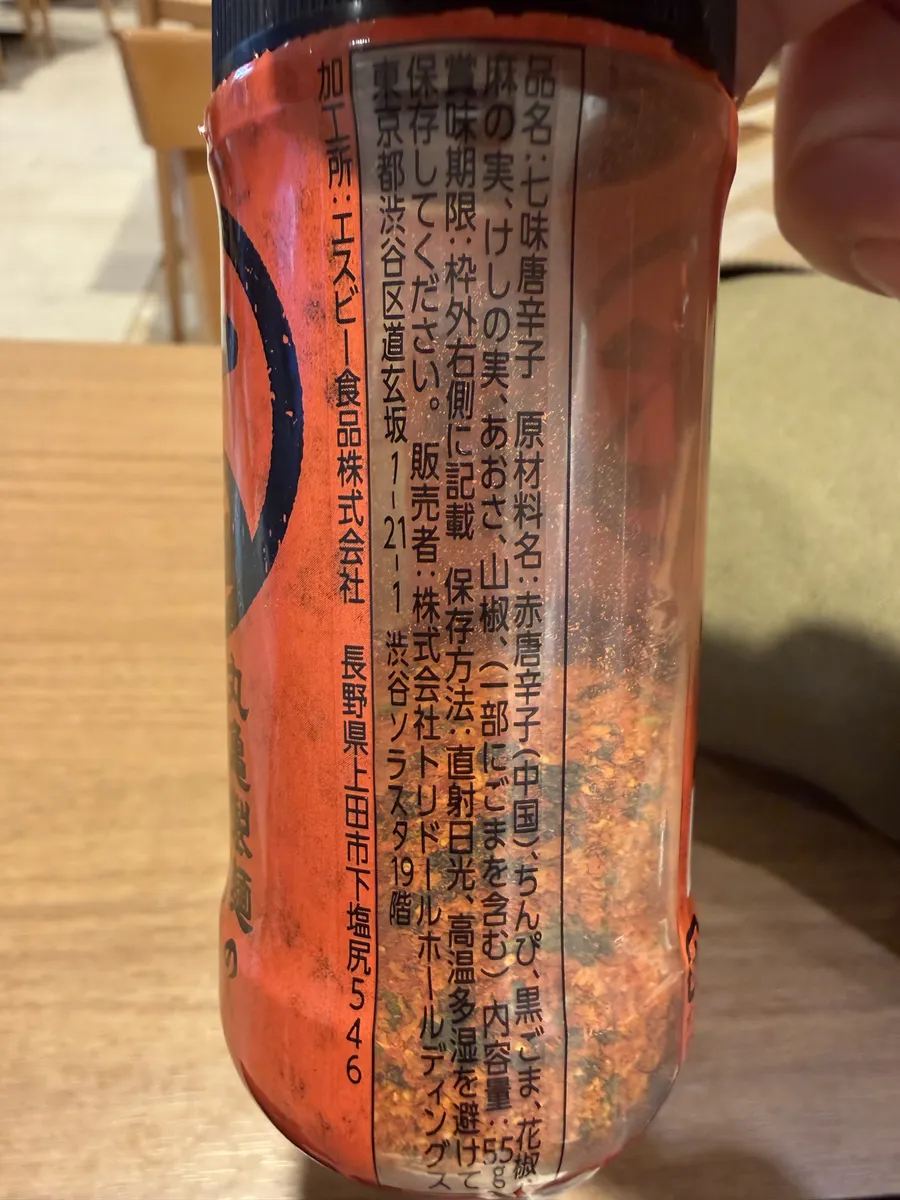 品名:七味唐辛子 原材料名:赤唐辛子(中国)、ちんぴ、黒ごま、花椒、
麻の実、けしの実、あおさ、山椒、(一部にごまを含む) 内容量:55g
賞味期限:枠外右側に記載 保存方法:直射日光、高温多湿を避けて
保存してください。 販売者:株式会社トリドールホールディングス
東京都渋谷区道玄坂1-21-1 渋谷ソラスタ19階
加工所:エスビー食品株式会社 長野県上田市下塩尻546
丸亀製麺の